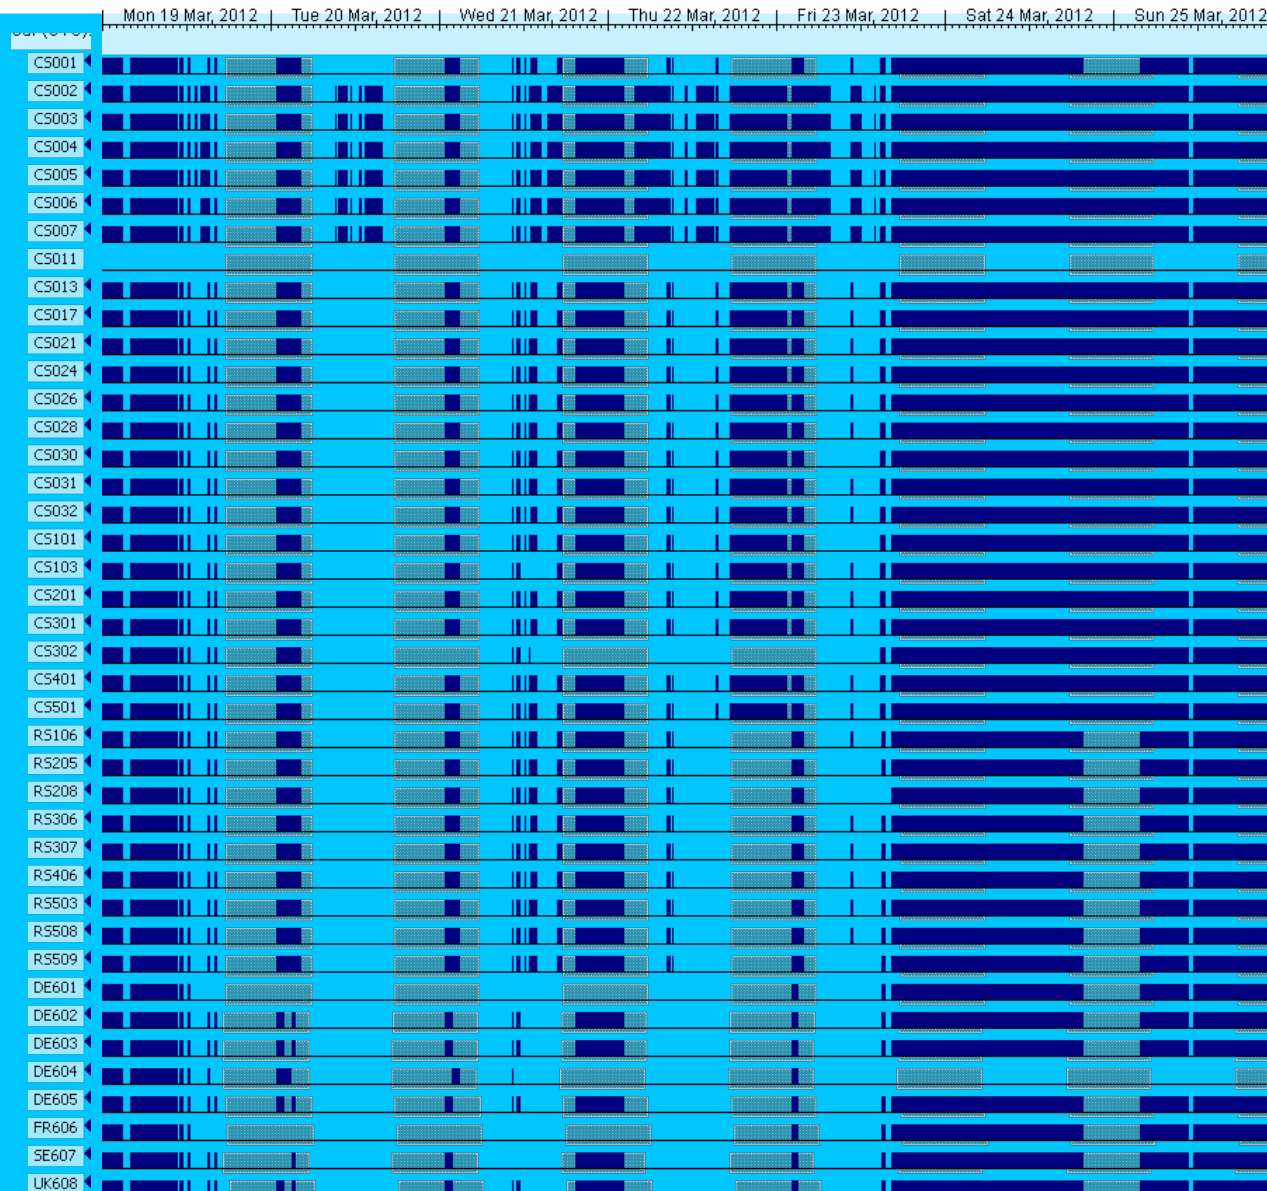 Mon 19 Mar, 2012 Tue 20 Mar, 2012 Wed 21 Mar, 2012 Thu 22 Mar, 2012 Fri 23 Mar, 2012 Sat 24 Mar, 2012 Sun 25 Mar, 2012
CS001
CS002
CS003
CS004
CS005
CS006
CS007
CS011
CS013
CS017
CS021
CS024
CS026
CS028
CS030
CS031
CS032
CS101
CS103
CS201
CS301
CS302
CS401
CS501
RS106
RS205
RS208
RS306
RS307
RS406
RS503
RS508
RS509
DE601
DE602
DE603
DE604
DE605
FR606
SE607
UK608